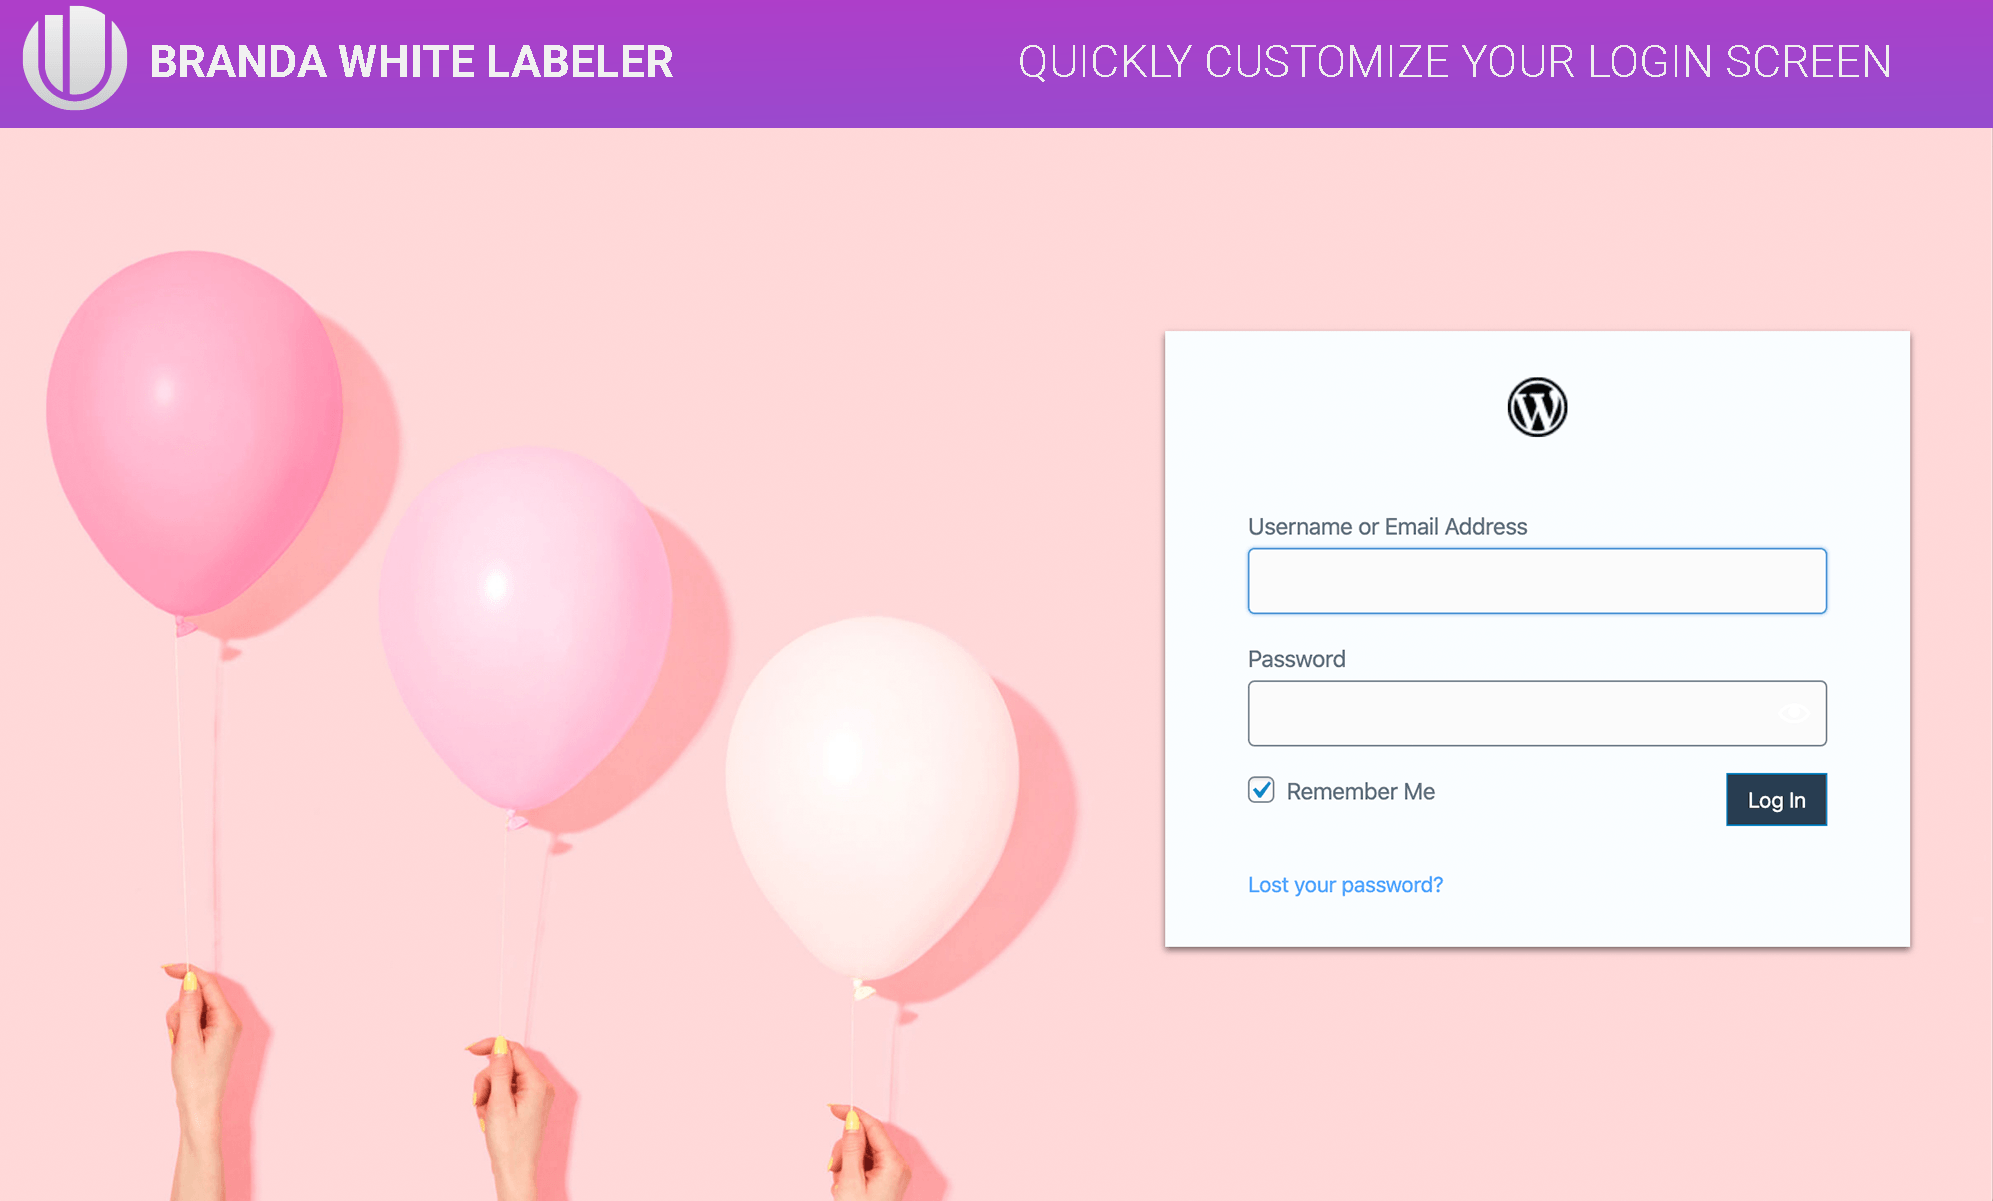 BRANDA WHITE LABELER
QUICKLY CUSTOMIZE YOUR LOGIN SCREEN
Username or Email Address
Password
Remember Me
Log In
Lost your password?